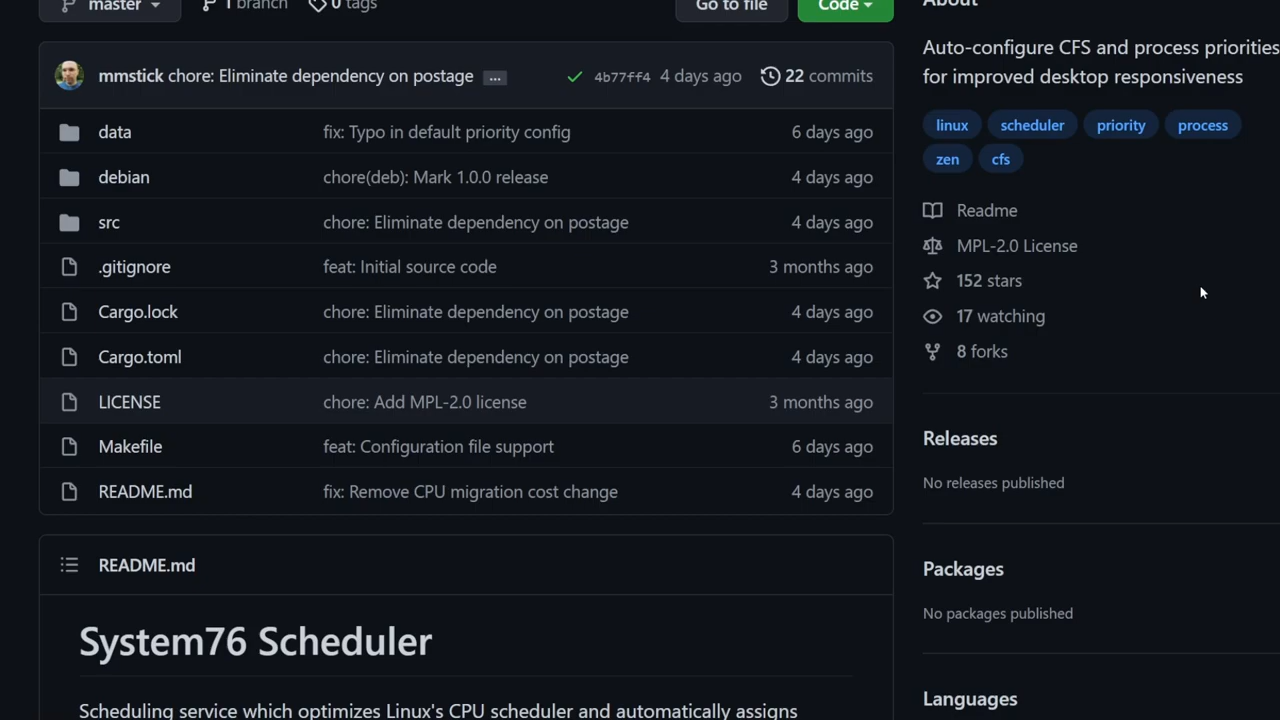 master
1 branch
0 tags
Go to file
Code
About
mmstick chore: Eliminate dependency on postage ...
4b77ff4 4 days ago
22 commits
data fix: Typo in default priority config 6 days ago
debian chore(deb): Mark 1.0.0 release 4 days ago
src chore: Eliminate dependency on postage 4 days ago
.gitignore feat: Initial source code 3 months ago
Cargo.lock chore: Eliminate dependency on postage 4 days ago
Cargo.toml chore: Eliminate dependency on postage 4 days ago
LICENSE chore: Add MPL-2.0 license 3 months ago
Makefile feat: Configuration file support 6 days ago
README.md fix: Remove CPU migration cost change 4 days ago
README.md
System76 Scheduler
Scheduling service which optimizes Linux's CPU scheduler and automatically assigns
Auto-configure CFS and process priorities
for improved desktop responsiveness
linux scheduler priority process
zen cfs
Readme
MPL-2.0 License
152 stars
17 watching
8 forks
Releases
No releases published
Packages
No packages published
Languages